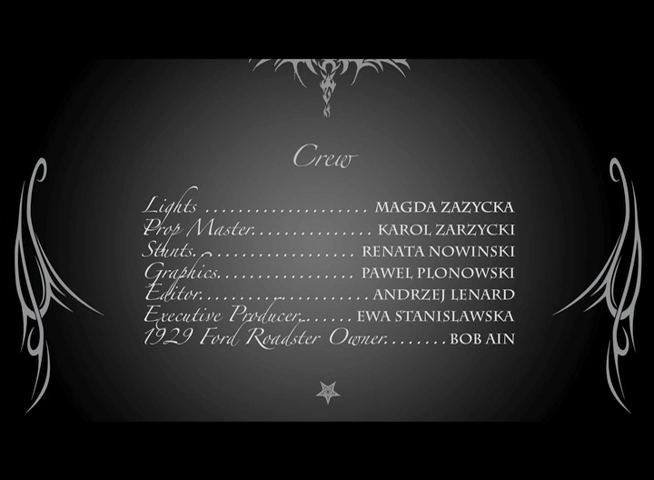 Crew
Lights .................... MAGDA ZAZYCKA
Prop Master............... KAROL ZARZYCKI
Stunts. .................... RENATA NOWINSKI
Graphics................. PAWEL PLONOWSKI
Editor..................... ANDRZEJ LENARD
Executive Producer....... EWA STANISLAWSKA
1929 Ford Roadster Owner........ BOB AIN